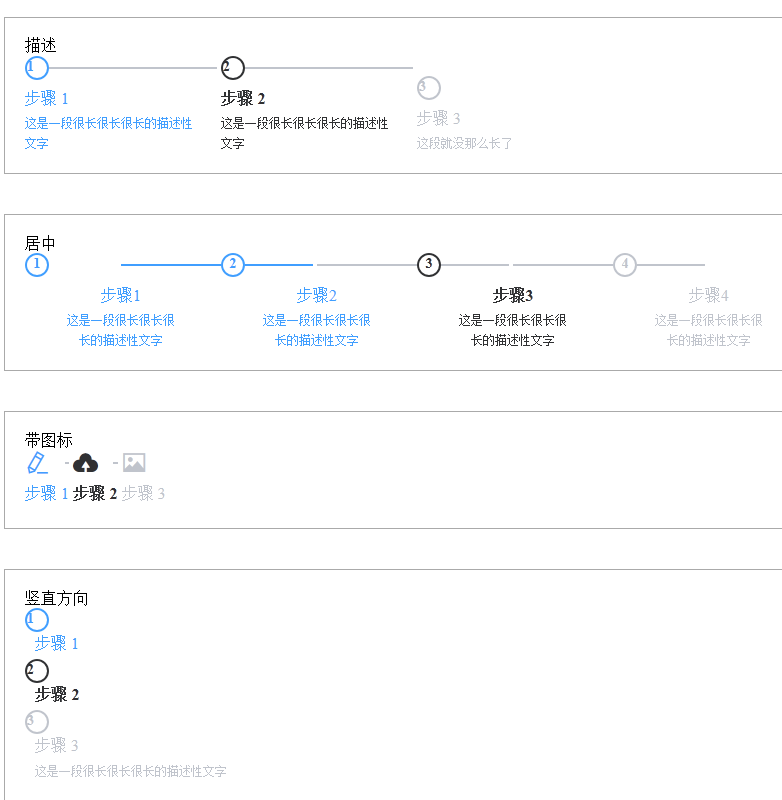 描述
1 2 3
步骤 1 步骤 2 步骤 3
这是一段很长很长很长的描述性 这是一段很长很长很长的描述性 这段就没那么长了
文字 文字
居中
1 2 3 4
步骤1 步骤2 步骤3 步骤4
这是一段很长很长很 这是一段很长很长很 这是一段很长很长很 这是一段很长很长很
长的描述性文字 长的描述性文字 长的描述性文字 长的描述性文字
带图标
步骤 1 步骤 2 步骤 3
竖直方向
1
步骤 1
2
步骤 2
3
步骤 3
这是一段很长很长很长的描述性文字